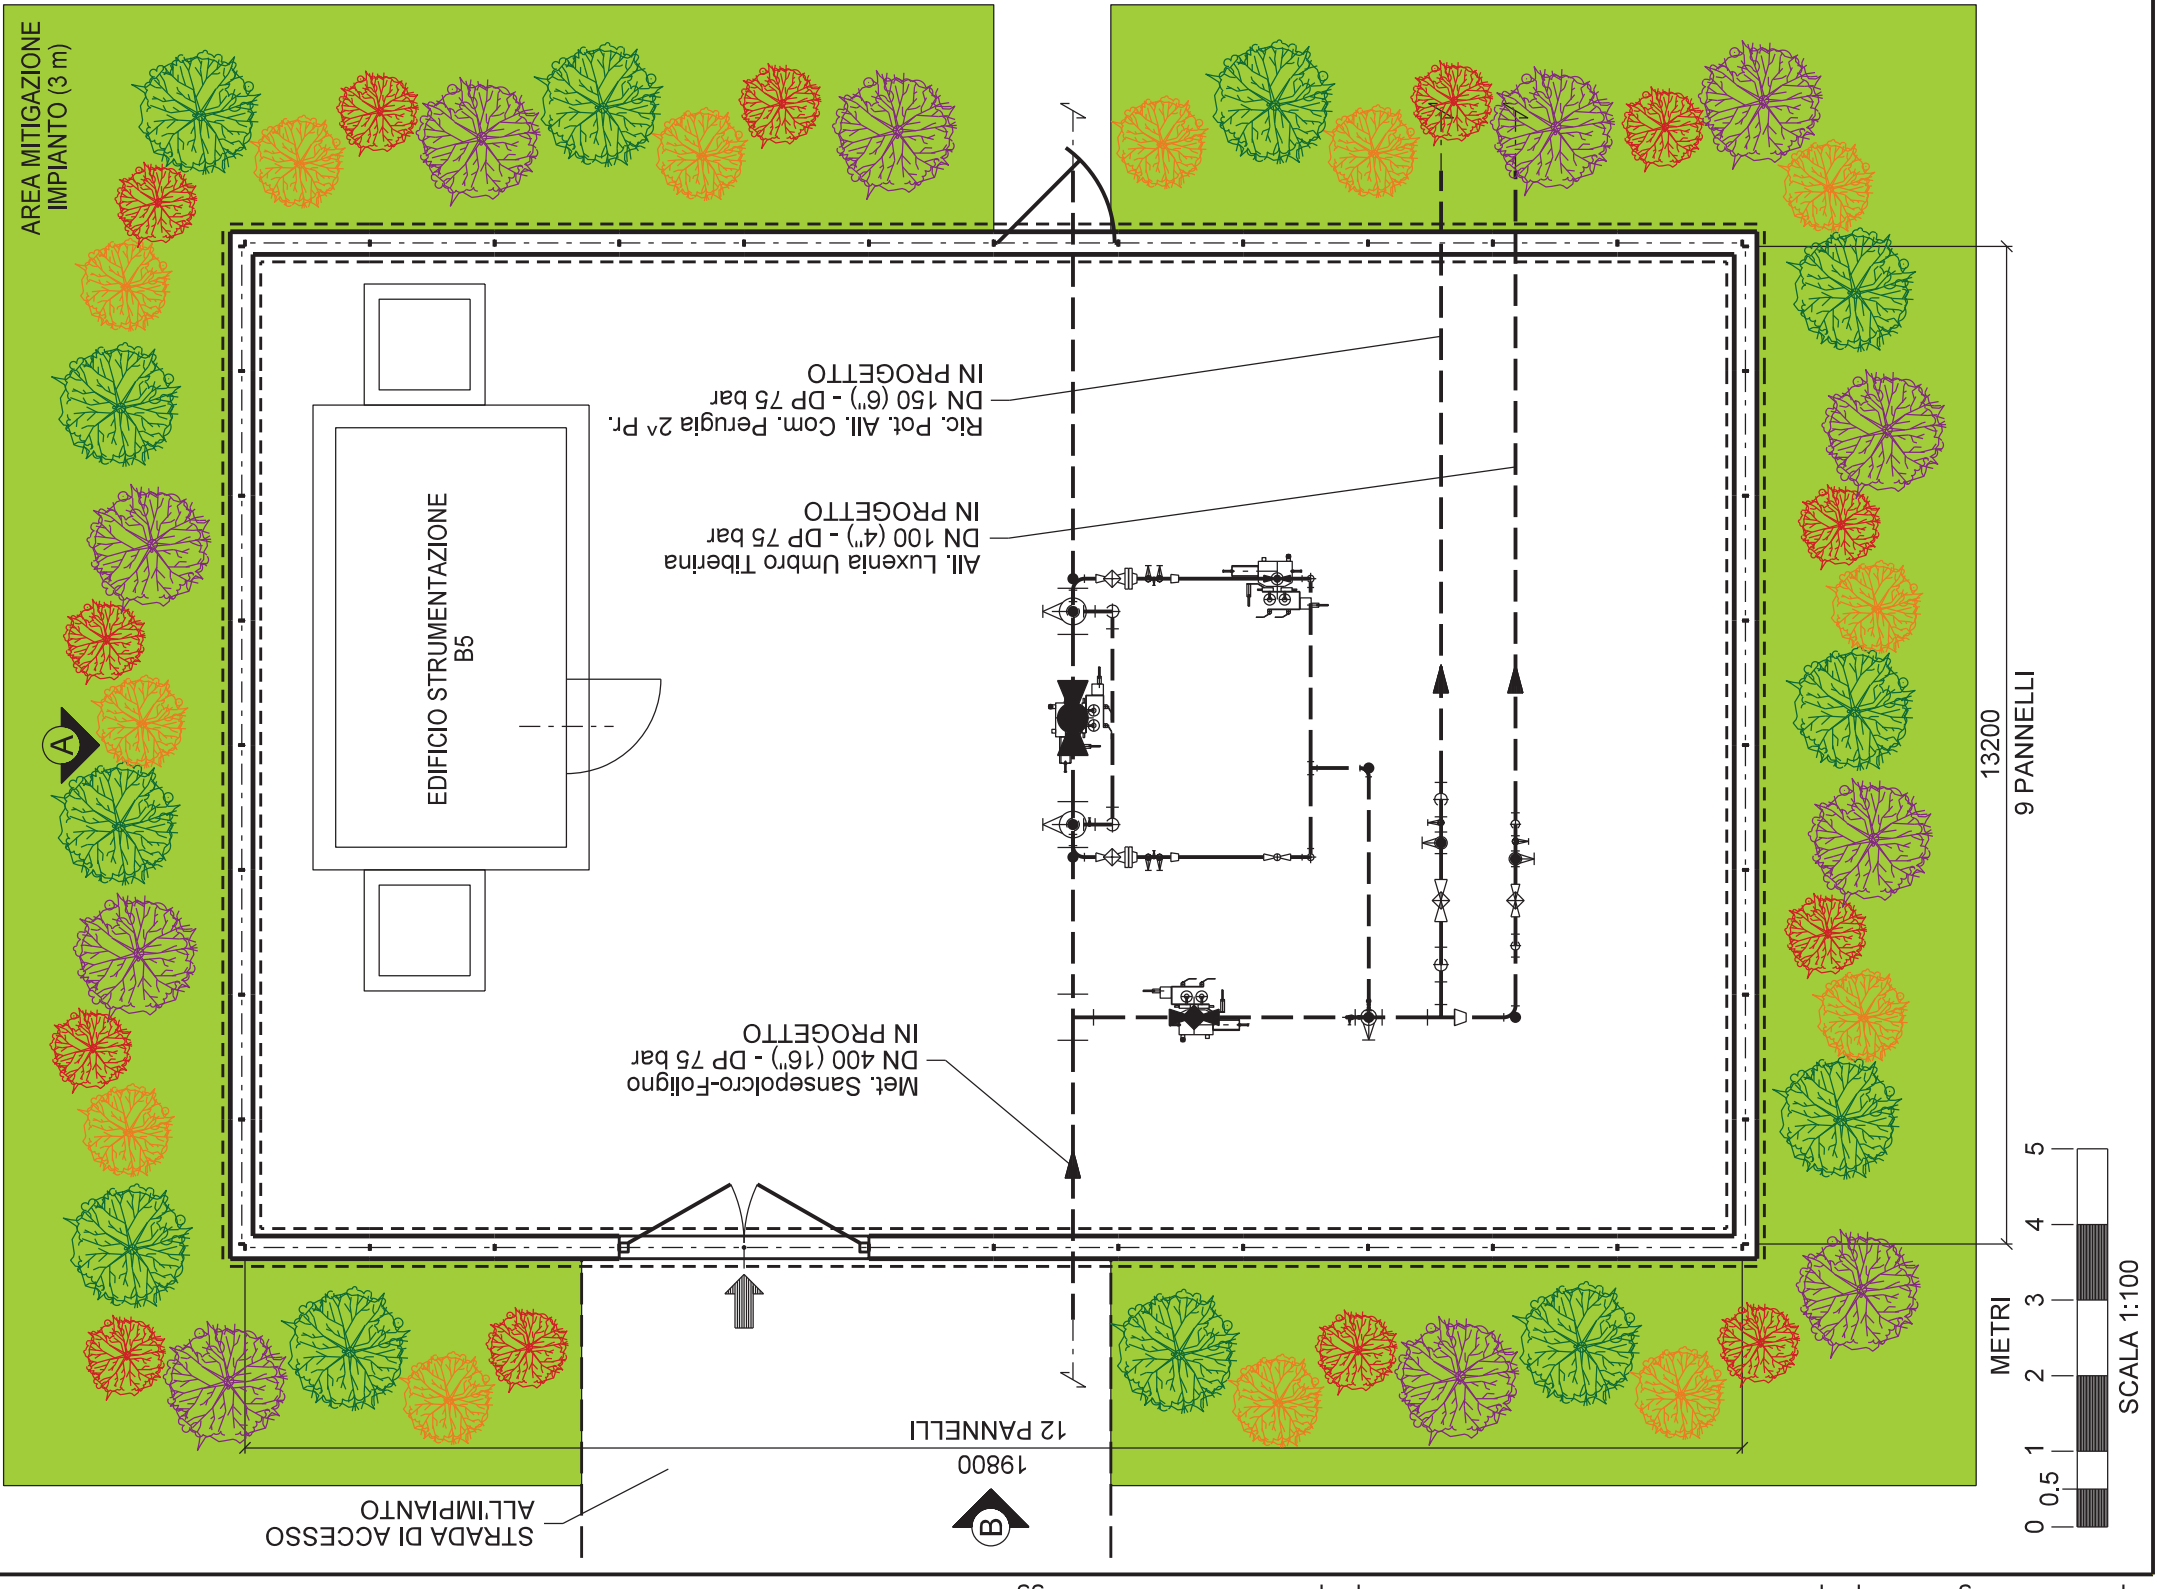 AREA MITIGAZIONE
IMPIANTO (3 m)
A
EDIFICIO STRUMENTAZIONE
B5
Ric. Pot. All. Com. Perugia 2^ Pr.
DN 150 (6") - DP 75 bar
IN PROGETTO
All. Luxenia Umbro Tiberina
DN 100 (4") - DP 75 bar
IN PROGETTO
Met. Sansepolcro-Foligno
DN 400 (16") - DP 75 bar
IN PROGETTO
13200
9 PANNELLI
19800
12 PANNELLI
STRADA DI ACCESSO
ALL'IMPIANTO
B
METRI
0 0.5 1 2 3 4 5
SCALA 1:100